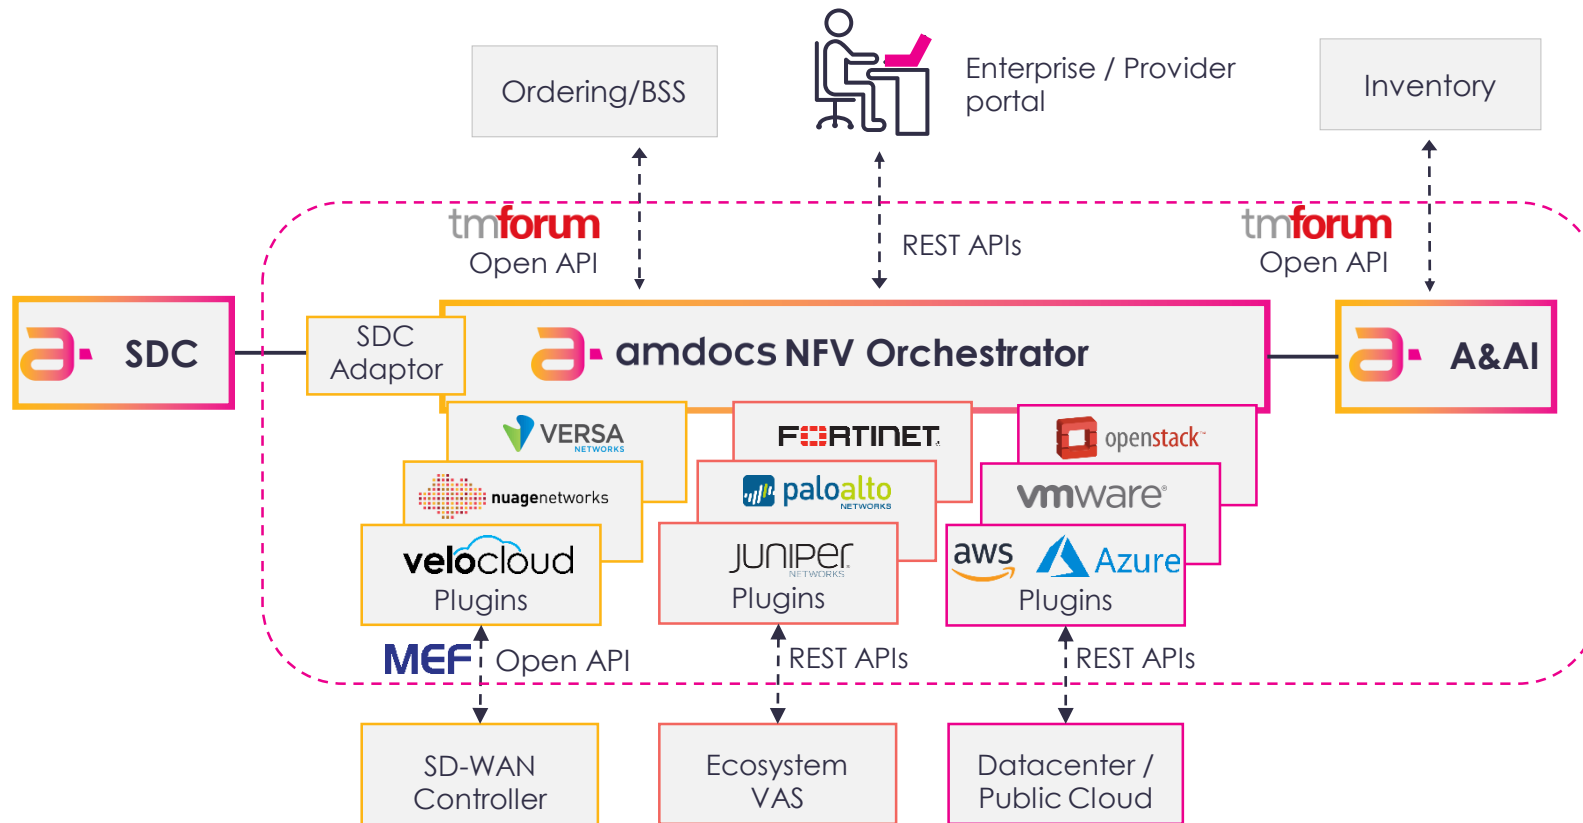 Ordering/BSS
Enterprise / Provider
portal
Inventory
tmforum
Open API
REST APIs
tmforum
Open API
SDC
SDC
Adaptor
amdocs NFV Orchestrator
A&AI
VERSA
NETWORKS
FORTINET
openstack
nuagenetworks
paloalto
NETWORKS
vmware®
velocloud
Plugins
JUNIPER
NETWORKS
Plugins
aws
Azure
Plugins
MEF Open API
REST APIs
REST APIs
SD-WAN
Controller
Ecosystem
VAS
Datacenter /
Public Cloud